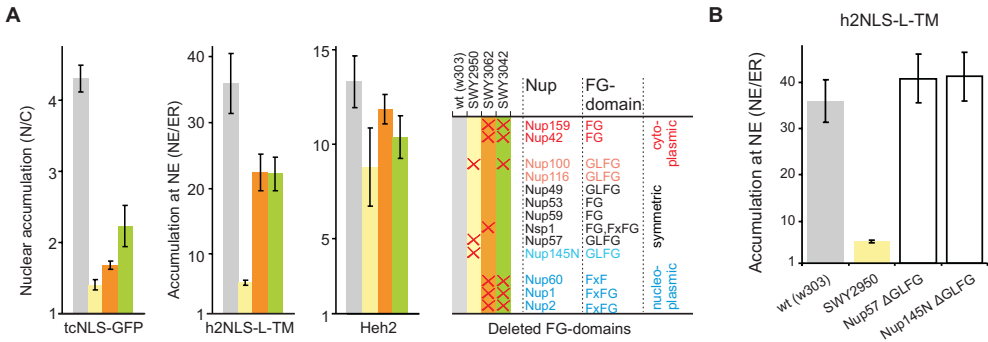 A
Nuclear accumulation (N/C)
4
3
2
1
tcNLS-GFP
Accumulation at NE (NE/ER)
40
30
20
10
1
h2NLS-L-TM
15
10
5
1
Heh2
wt (w303)
SWY2950
SWY3062
SWY3042
Nup FG-domain
Nup159 FG
Nup42 FG
Nup100 GLFG
Nup116 GLFG
Nup49 GLFG
Nup53 FG
Nup59 FG
Nsp1 FG,FxFG
Nup57 GLFG
Nup145N GLFG
Nup60 FxF
Nup1 FxFG
Nup2 FxFG
cyto-plasmic
symmetric
nucleo-plasmic
Deleted FG-domains
B
h2NLS-L-TM
Accumulation at NE (NE/ER)
40
30
20
10
1
wt (w303)
SWY2950
Nup57 ΔGLFG
Nup145N ΔGLFG